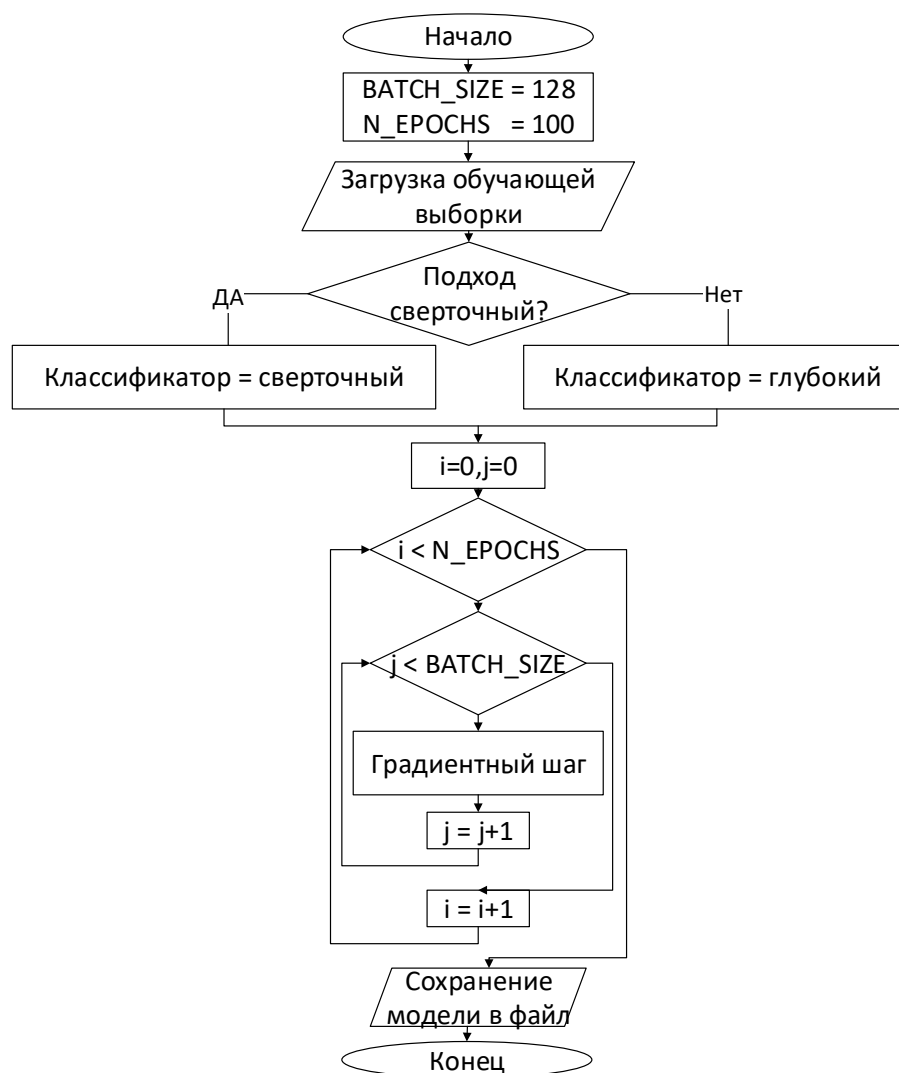 Начало
BATCH_SIZE = 128
N_EPOCHS = 100
Загрузка обучающей
выборки
Подход
сверточный?
ДА
Нет
Классификатор = сверточный
Классификатор = глубокий
i=0,j=0
i < N_EPOCHS
j < BATCH_SIZE
Градиентный шаг
j = j+1
i = i+1
Сохранение
модели в файл
Конец